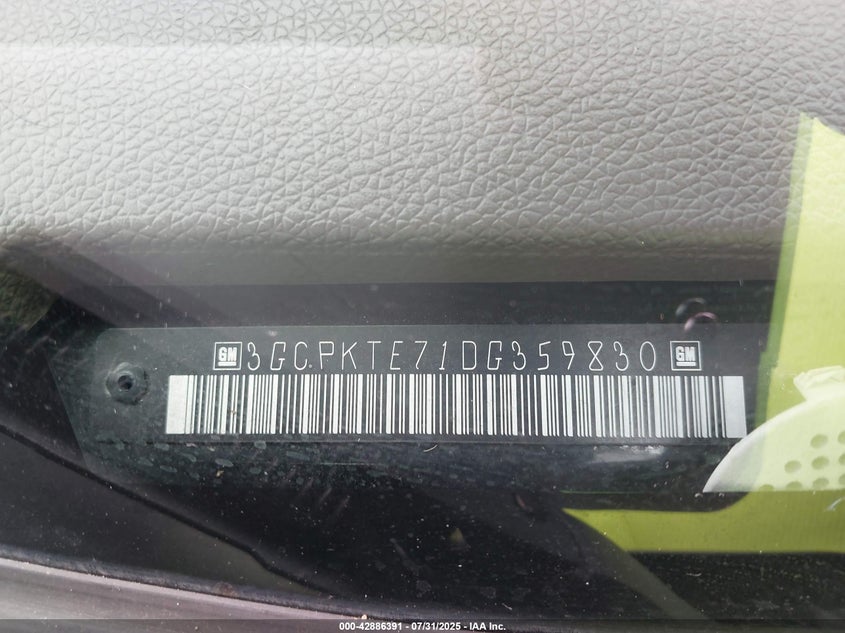 GM 3GCPKTE71DG359830 GM
000-42886391 - 07/31/2025 - IAA Inc.